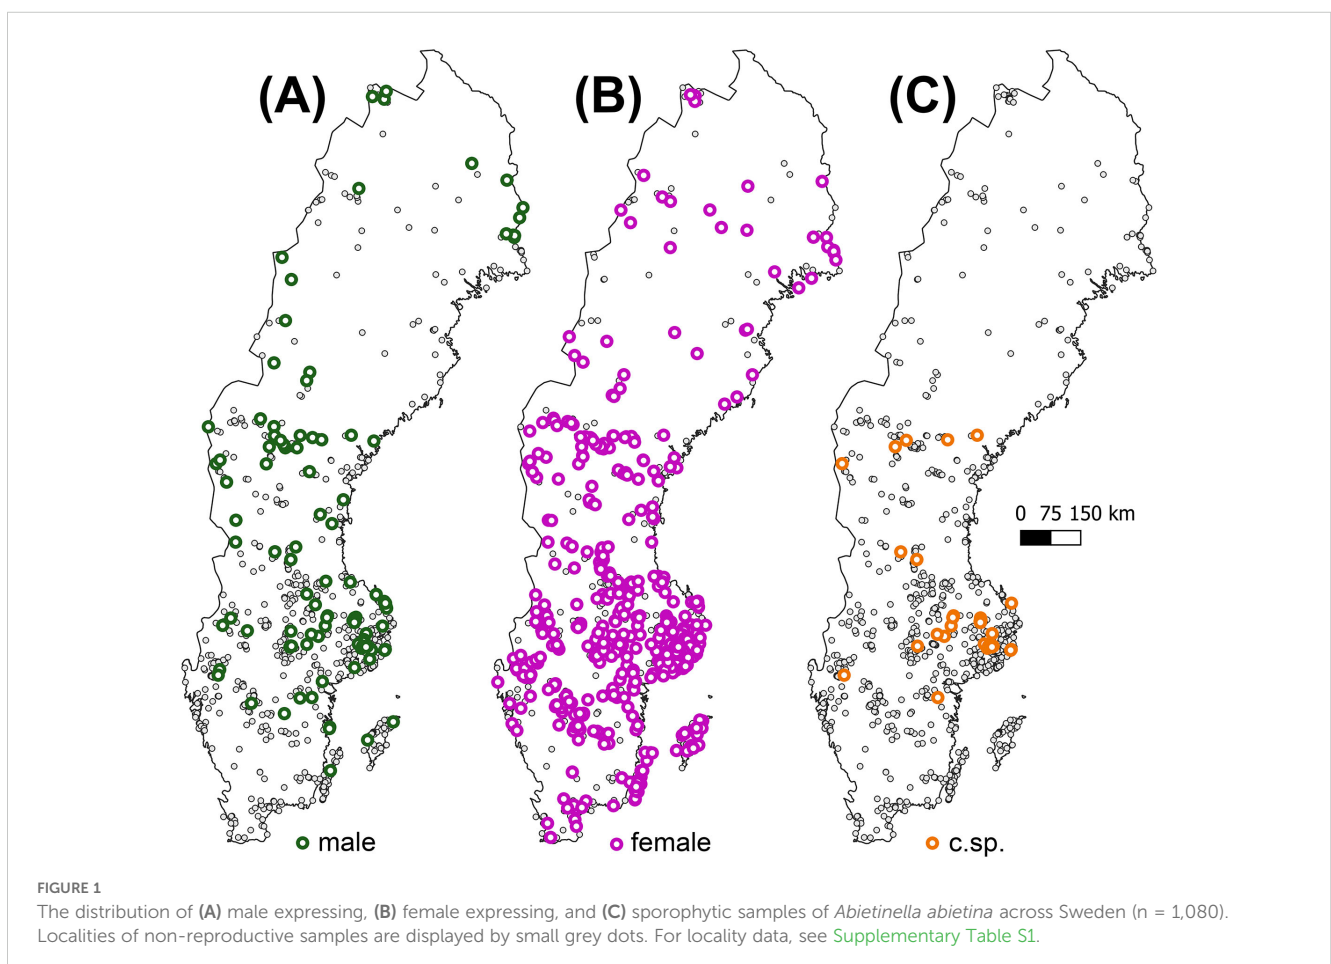 (A) (B) (C)
0 75 150 km
male female c.sp.
FIGURE 1
The distribution of (A) male expressing, (B) female expressing, and (C) sporophytic samples of Abietinella abietina across Sweden (n = 1,080).
Localities of non-reproductive samples are displayed by small grey dots. For locality data, see Supplementary Table S1.